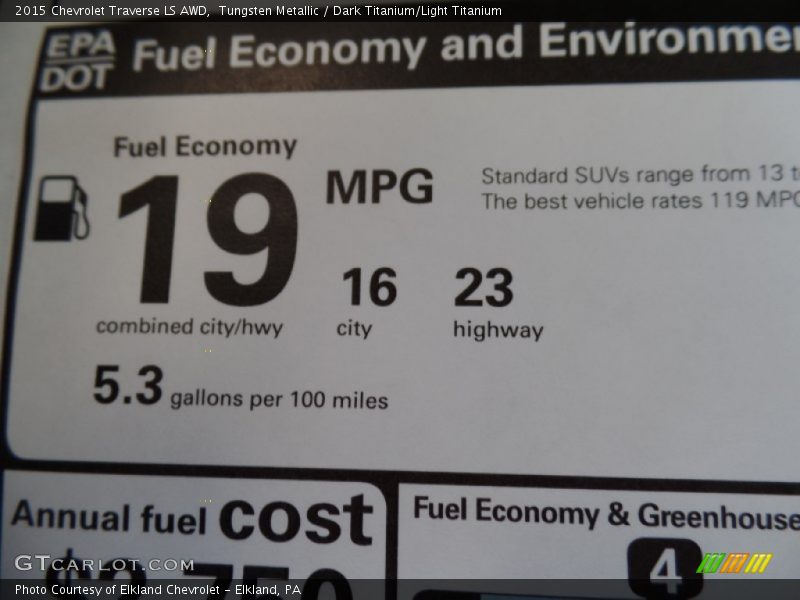 2015 Chevrolet Traverse LS AWD, Tungsten Metallic / Dark Titanium/Light Titanium
EPA
DOT
Fuel Economy and Environme
Fuel Economy
19 MPG
combined city/hwy
16
city
23
highway
Standard SUVs range from 13 t
The best vehicle rates 119 MPG
5.3 gallons per 100 miles
Annual fuel cost
Fuel Economy & Greenhouse
4
GTCARLOT.COM
Photo Courtesy of Elkland Chevrolet - Elkland, PA